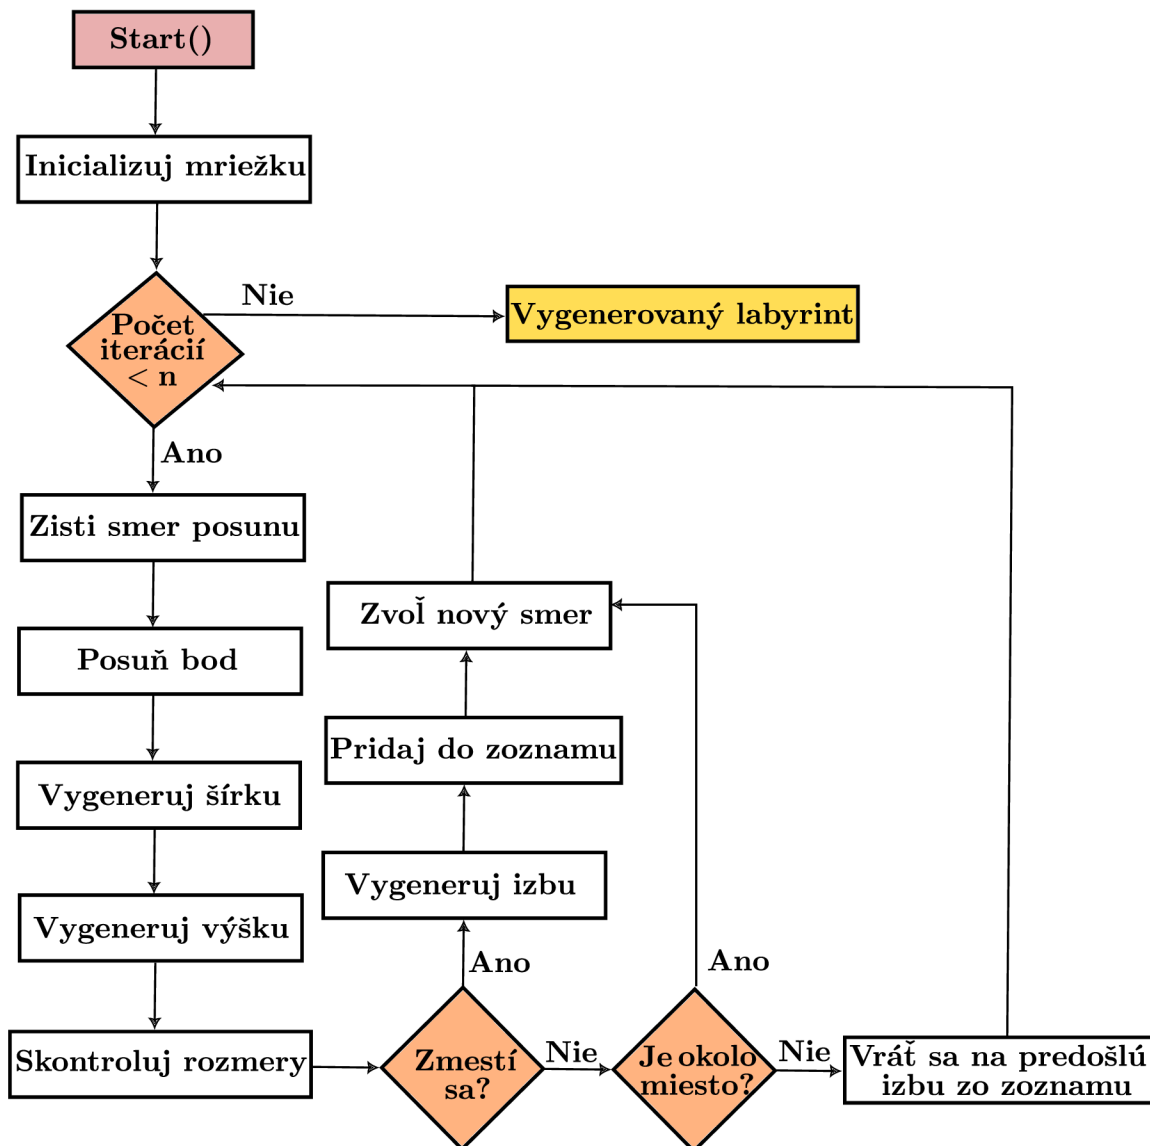 Start()
Inicializuj mriežku
Nie
Vygenerovaný labyrint
Počet
iterácií
< n
Ano
Zisti smer posunu
Zvoľ nový smer
Posuň bod
Pridaj do zoznamu
Vygeneruj šírku
Vygeneruj izbu
Vygeneruj výšku
Ano
Ano
Skontroluj rozmery
Zmestí
sa?
Nie
Je okolo
miesto?
Nie
Vráť sa na predošlú
izbu zo zoznamu